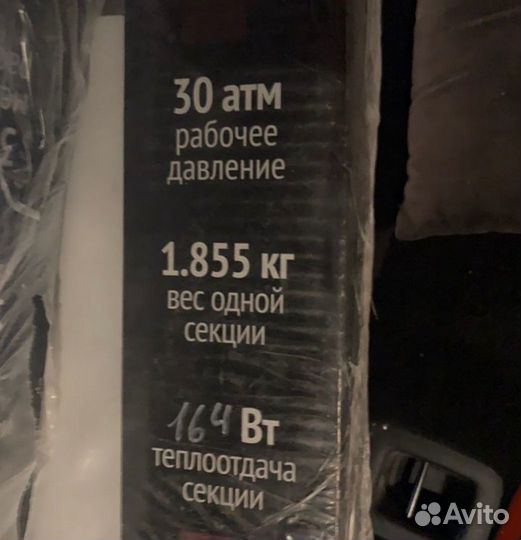 30 атм
рабочее
давление
1.855 кг
вес одной
секции
164 Вт
теплоотдача
секции
Avito